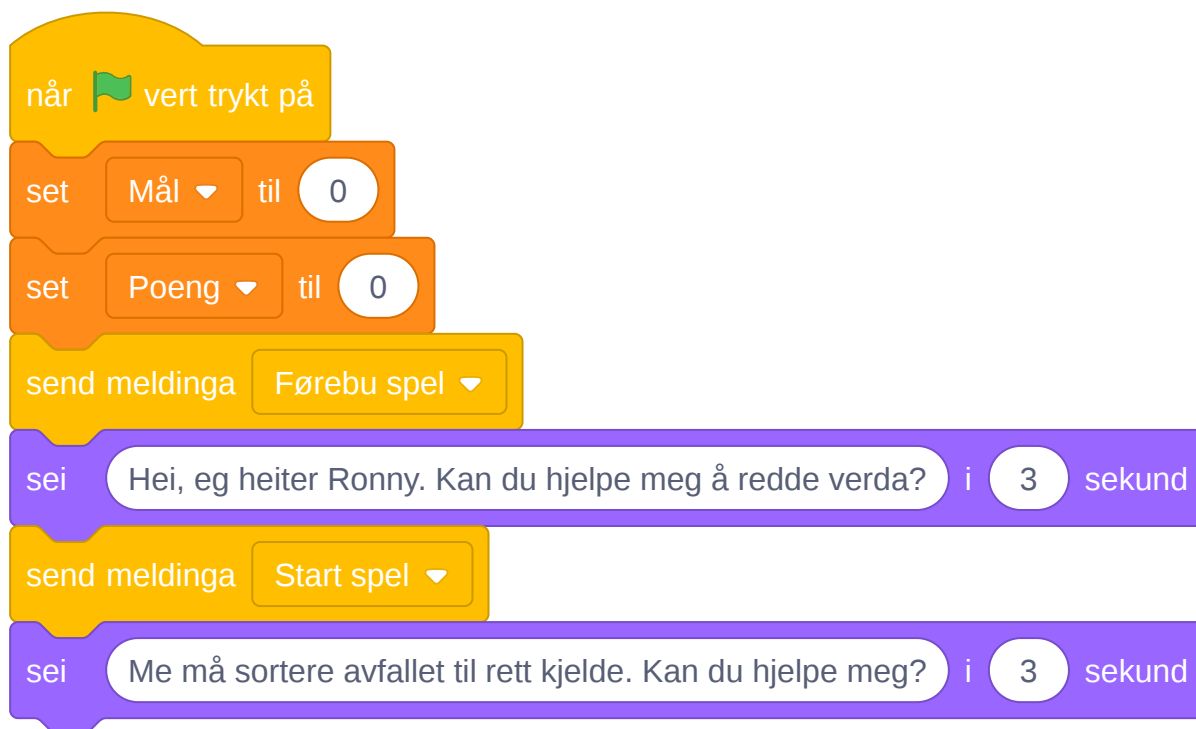 når vert trykt på
set Mål til 0
set Poeng til 0
send meldinga Førebu spel
sei Hei, eg heiter Ronny. Kan du hjelpe meg å redde verda? i 3 sekund
send meldinga Start spel
sei Me må sortere avfallet til rett kjelde. Kan du hjelpe meg? i 3 sekund